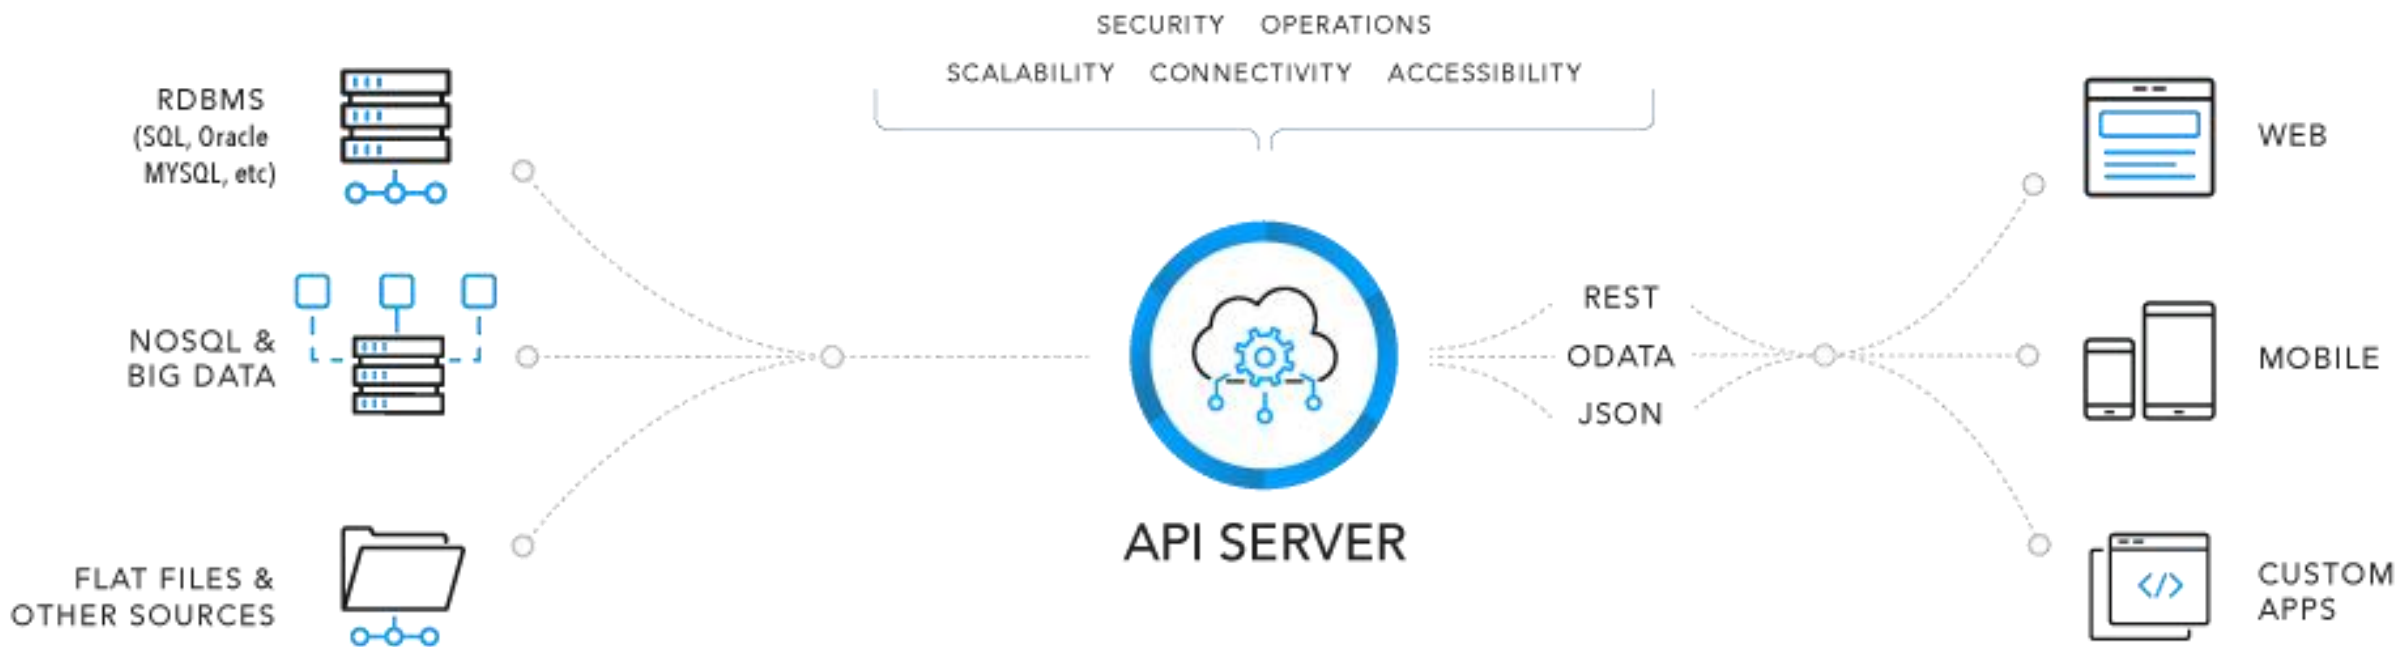 SECURITY OPERATIONS
SCALABILITY CONNECTIVITY ACCESSIBILITY
RDBMS
(SQL, Oracle
MYSQL, etc)
NOSQL &
BIG DATA
FLAT FILES &
OTHER SOURCES
API SERVER
REST
ODATA
JSON
WEB
MOBILE
</>
CUSTOM
APPS